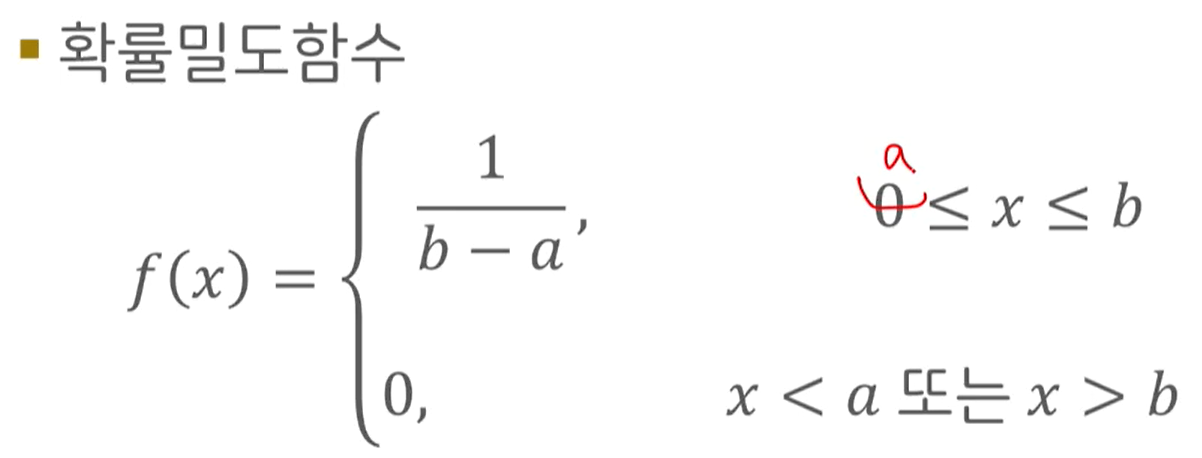 ▪ 확률밀도함수
a
1
b − a, 0 ≤ x ≤ b
f(x) = {
0, x < a 또는 x > b